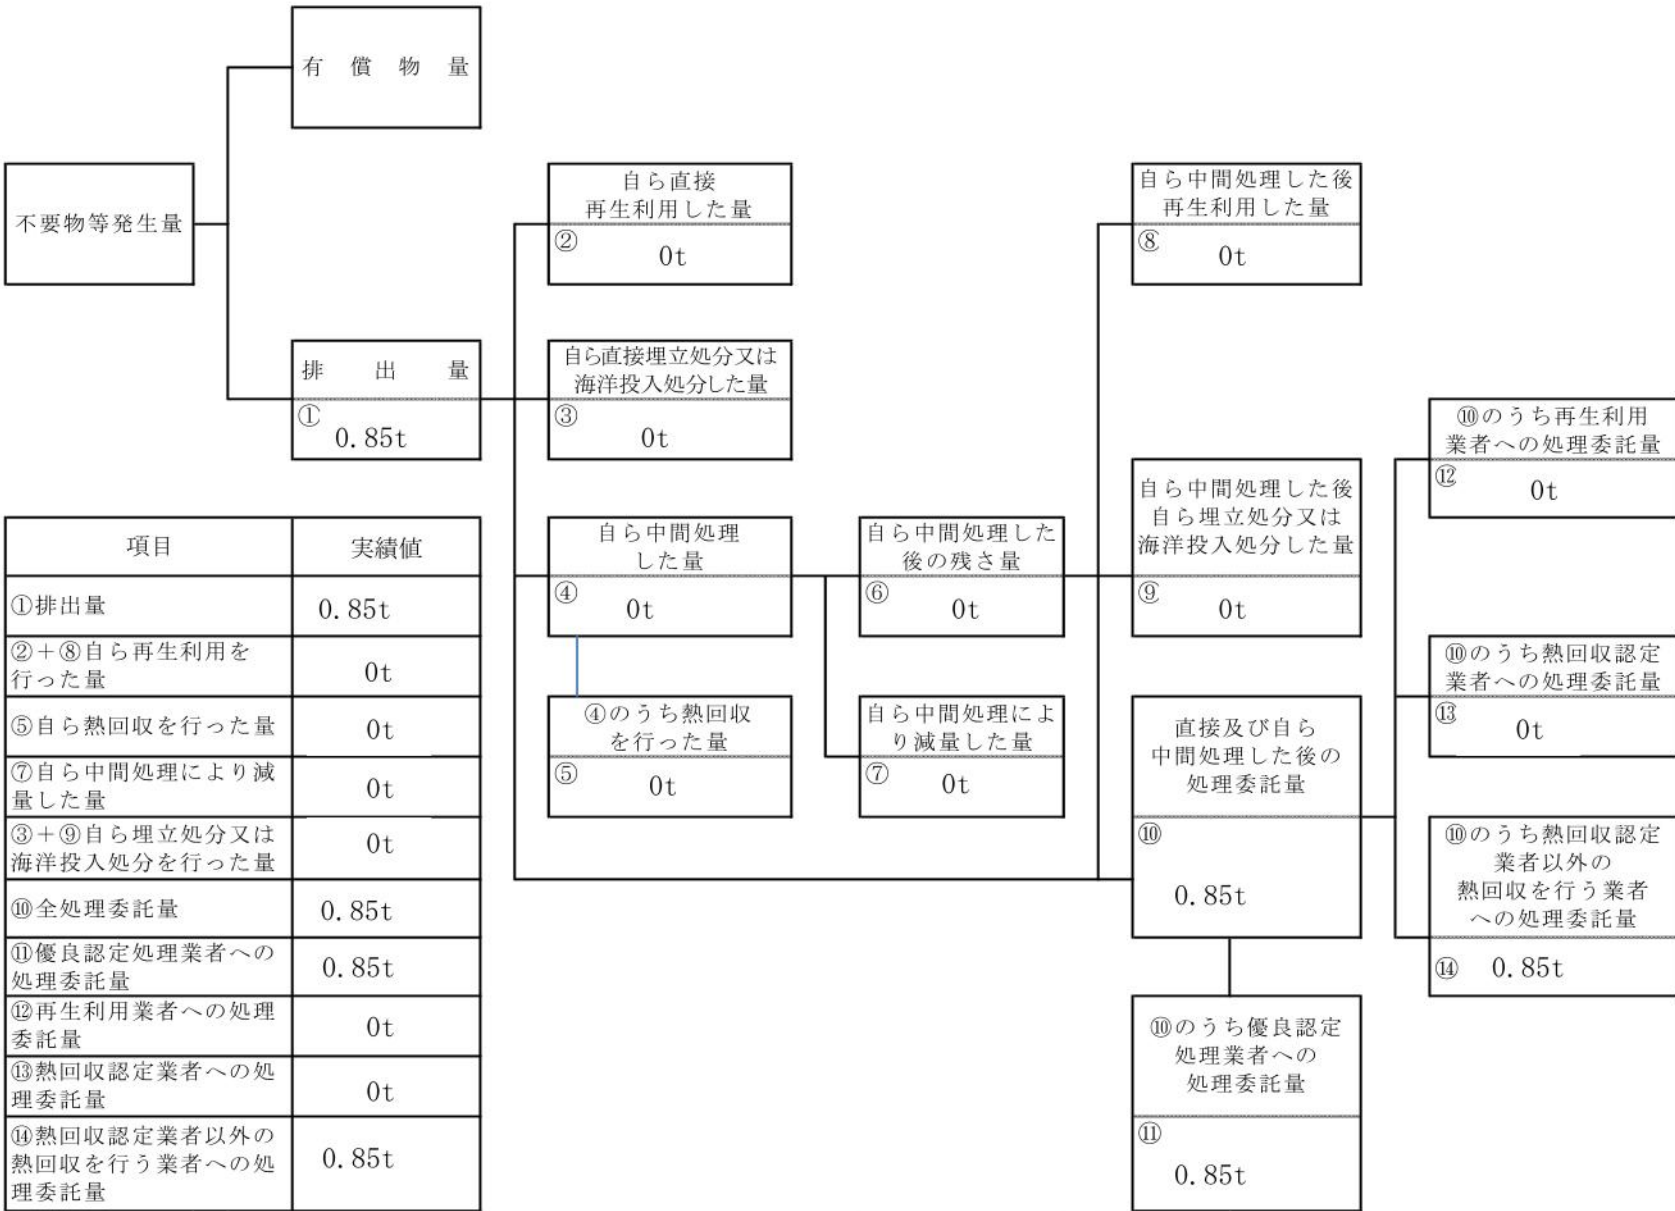 有償物量
不要物等発生量
排出量
①
0.85t
自ら直接
再生利用した量
②
0t
自ら直接埋立処分又は
海洋投入処分した量
③
0t
自ら中間処理
した量
④
0t
④のうち熱回収
を行った量
⑤
0t
自ら中間処理した
後の残さ量
⑥
0t
自ら中間処理によ
り減量した量
⑦
0t
自ら中間処理した後
再生利用した量
⑧
0t
自ら中間処理した後
自ら埋立処分又は
海洋投入処分した量
⑨
0t
直接及び自ら
中間処理した後の
処理委託量
⑩
0.85t
⑩のうち優良認定
処理業者への
処理委託量
⑪
0.85t
⑩のうち再生利用
業者への処理委託量
⑫
0t
⑩のうち熱回収認定
業者への処理委託量
⑬
0t
⑩のうち熱回収認定
業者以外の
熱回収を行う業者
への処理委託量
⑭ 0.85t
項目 実績値
①排出量 0.85t
②+⑧自ら再生利用を
行った量
0t
⑤自ら熱回収を行った量 0t
⑦自ら中間処理により減
量した量
0t
③+⑨自ら埋立処分又は
海洋投入処分を行った量
0t
⑩全処理委託量 0.85t
⑪優良認定処理業者への
処理委託量
0.85t
⑫再生利用業者への処理
委託量
0t
⑬熱回収認定業者への処
理委託量
0t
⑭熱回収認定業者以外の
熱回収を行う業者への処
理委託量
0.85t